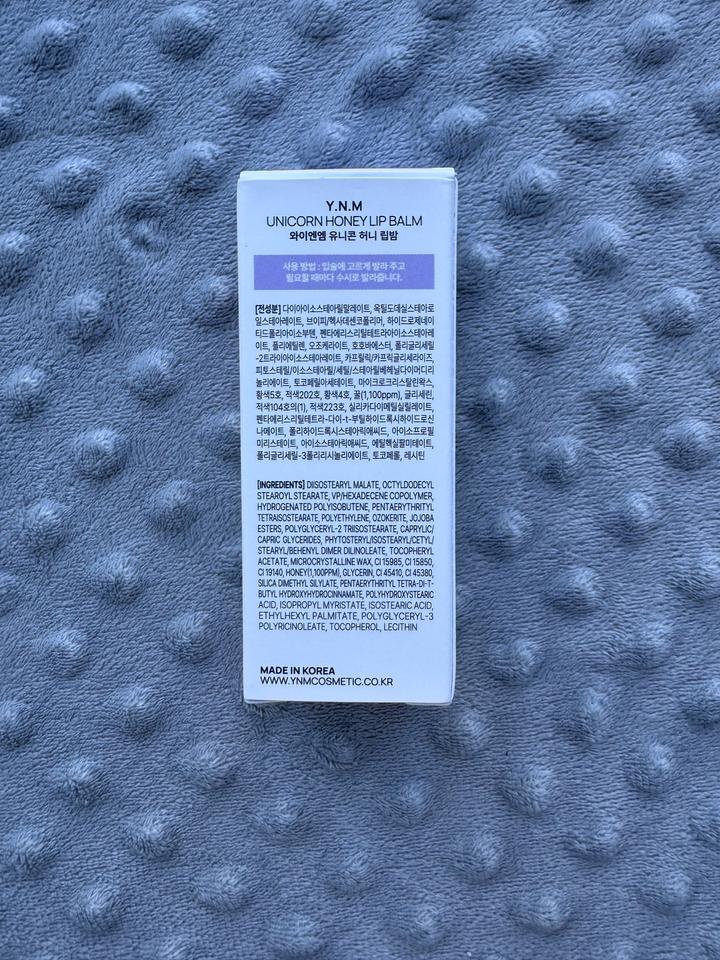 Y.N.M
UNICORN HONEY LIP BALM
와이엔엠 유니콘 허니 립밤
사용 방법 : 입술에 고르게 발라 주고
필요할 때마다 수시로 발라줍니다.
[전성분] 다이아이소스테아릴말레이트, 옥틸도데실스테아로
일스테아레이트, 브이피/헥사데센코폴리머, 하이드로제네이
티드폴리아이소부텐, 펜타에리스리틸테트라아이소스테아레
이트, 폴리에틸렌, 오조케라이트, 호호바에스터, 폴리글리세릴
-2트라이아이소스테아레이트, 카프릴릭/카프릭글리세라이즈,
피토스테릴/이소스테아릴/세틸/스테아릴베헤닐다이머디리
놀리에이트, 토코페릴아세테이트, 마이크로크리스탈린왁스,
황색5호, 적색202호, 황색4호, 꿀(1,100ppm), 글리세린,
적색104호의(1), 적색223호, 실리카다이메틸실릴레이트,
펜타에리스리틸테트라-다이-t-부틸하이드록시하이드로신
나메이트, 폴리하이드록시스테아릭애씨드, 아이소프로필
미리스테이트, 아이소스테아릭애씨드, 에틸헥실팔미테이트,
폴리글리세릴-3폴리리시놀리에이트, 토코페롤, 레시틴
[INGREDIENTS] DIISOSTEARYL MALATE, OCTYLDODECYL
STEAROYL STEARATE, VP/HEXADECENE COPOLYMER,
HYDROGENATED POLYISOBUTENE, PENTAERYTHRITYL
TETRAISOSTEARATE, POLYETHYLENE, OZOKERITE, JOJOBA
ESTERS, POLYGLYCERYL-2 TRIISOSTEARATE, CAPRYLIC/
CAPRIC GLYCERIDES, PHYTOSTERYL/ISOSTEARYL/CETYL/
STEARYL/BEHENYL DIMER DILINOLEATE, TOCOPHERYL
ACETATE, MICROCRYSTALLINE WAX, CI 15985, CI 15850,
CI 19140, HONEY(1,100PPM), GLYCERIN, CI 45410, CI 45380,
SILICA DIMETHYL SILYLATE, PENTAERYTHRITYL TETRA-DI-T-
BUTYL HYDROXYHYDROCINNAMATE, POLYHYDROXYSTEARIC
ACID, ISOPROPYL MYRISTATE, ISOSTEARIC ACID,
ETHYLHEXYL PALMITATE, POLYGLYCERYL-3
POLYRICINOLEATE, TOCOPHEROL, LECITHIN
MADE IN KOREA
WWW.YNMCOSMETIC.CO.KR